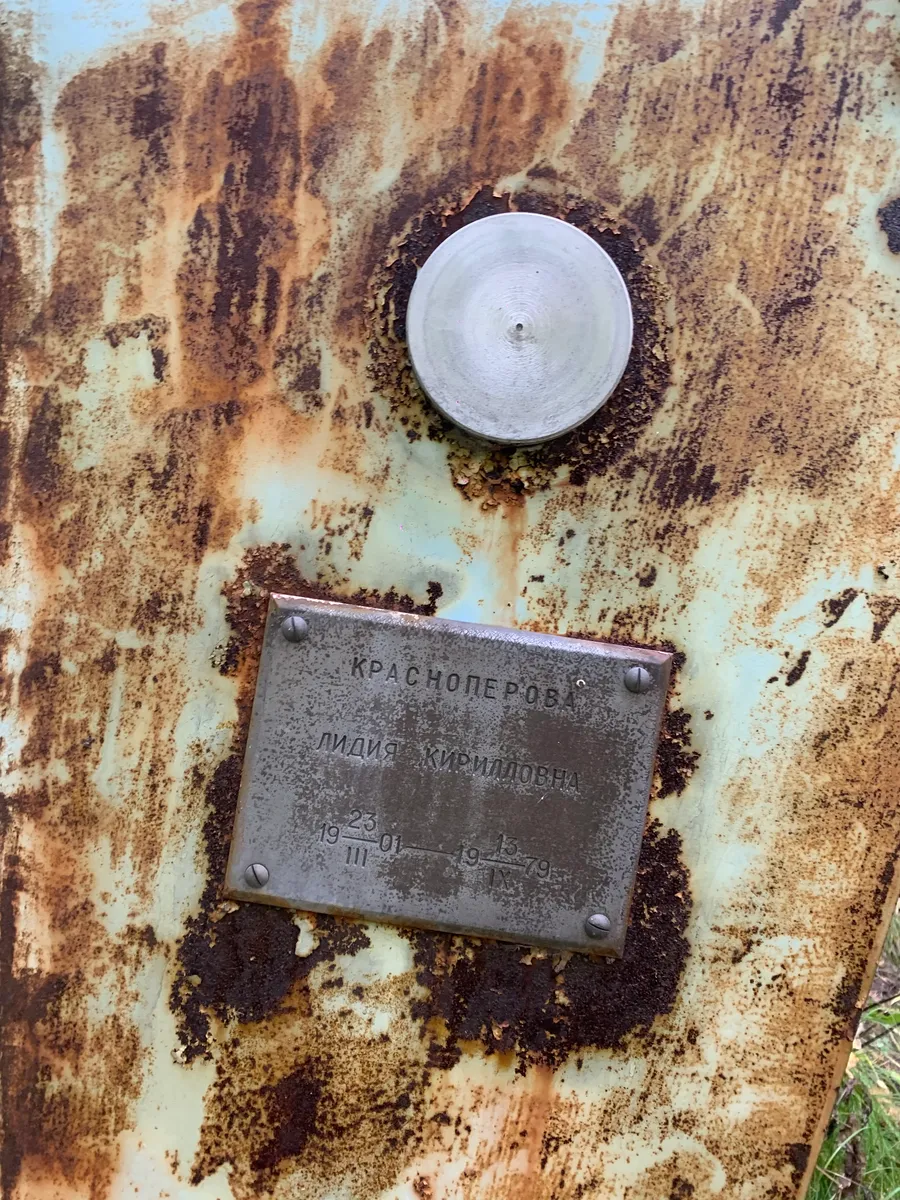 КРАСНОПЕРОВА
ЛИДИЯ КИРИЛЛОВНА
19 23/III 01 — 19 13/IX 79